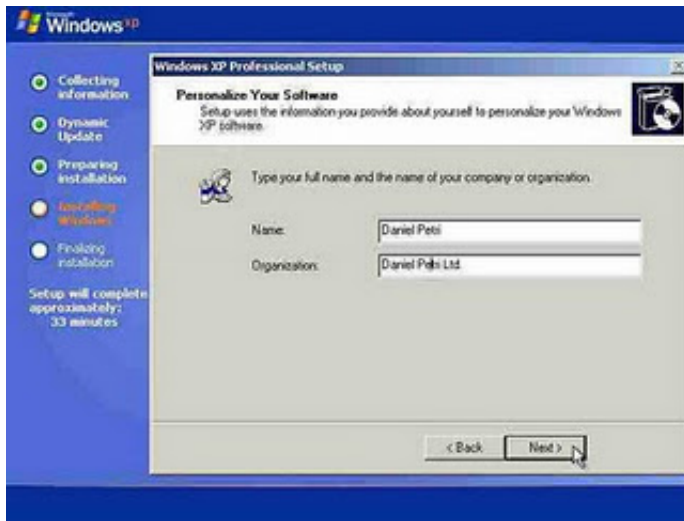 Microsoft
Windows xp
Collecting
information
Dynamic
Update
Preparing
installation
Installing
Windows
Finalizing
installation
Setup will complete
approximately:
33 minutes
Windows XP Professional Setup
Personalize Your Software
Setup uses the information you provide about yourself to personalize your Windows
XP software.
Type your full name and the name of your company or organization.
Name:
Daniel Petri
Organization:
Daniel Petri Ltd.
< Back
Next >